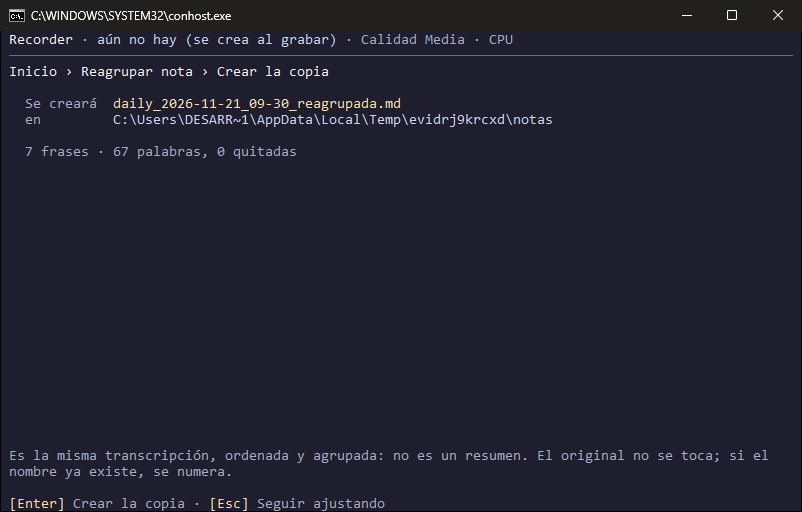 C:\WINDOWS\SYSTEM32\conhost.exe
Recorder · aún no hay (se crea al grabar) · Calidad Media · CPU
Inicio › Reagrupar nota › Crear la copia
Se creará daily_2026-11-21_09-30_reagrupada.md
en C:\Users\DESARR~1\AppData\Local\Temp\evidrj9krcxd\notas
7 frases · 67 palabras, 0 quitadas
Es la misma transcripción, ordenada y agrupada: no es un resumen. El original no se toca; si el
nombre ya existe, se numera.
[Enter] Crear la copia · [Esc] Seguir ajustando